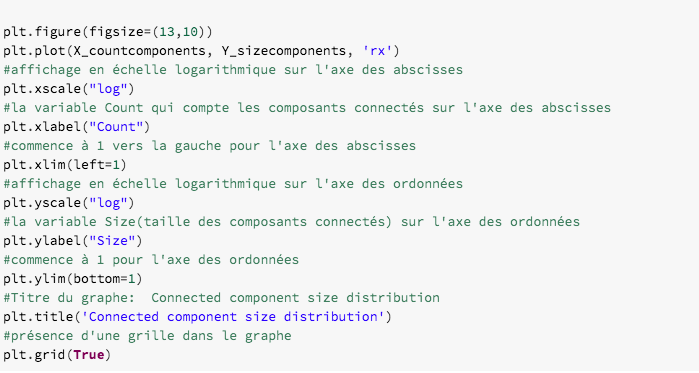 plt.figure(figsize=(13,10))
plt.plot(X_countcomponents, Y_sizecomponents, 'rx')
#affichage en échelle logarithmique sur l'axe des abscisses
plt.xscale("log")
#la variable Count qui compte les composants connectés sur l'axe des abscisses
plt.xlabel("Count")
#commence à 1 vers la gauche pour l'axe des abscisses
plt.xlim(left=1)
#affichage en échelle logarithmique sur l'axe des ordonnées
plt.yscale("log")
#la variable Size(taille des composants connectés) sur l'axe des ordonnées
plt.ylabel("Size")
#commence à 1 pour l'axe des ordonnées
plt.ylim(bottom=1)
#Titre du graphe:  Connected component size distribution
plt.title('Connected component size distribution')
#présence d'une grille dans le graphe
plt.grid(True)